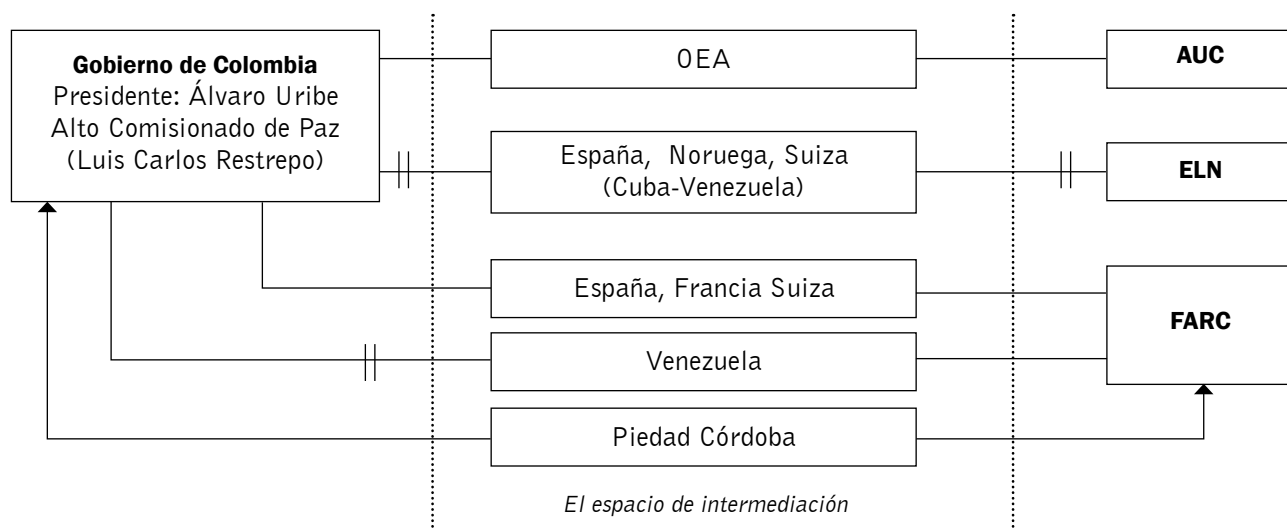 Gobierno de Colombia
Presidente: Álvaro Uribe
Alto Comisionado de Paz
(Luis Carlos Restrepo)
OEA
AUC
España, Noruega, Suiza
(Cuba-Venezuela)
ELN
España, Francia Suiza
FARC
Venezuela
Piedad Córdoba
El espacio de intermediación